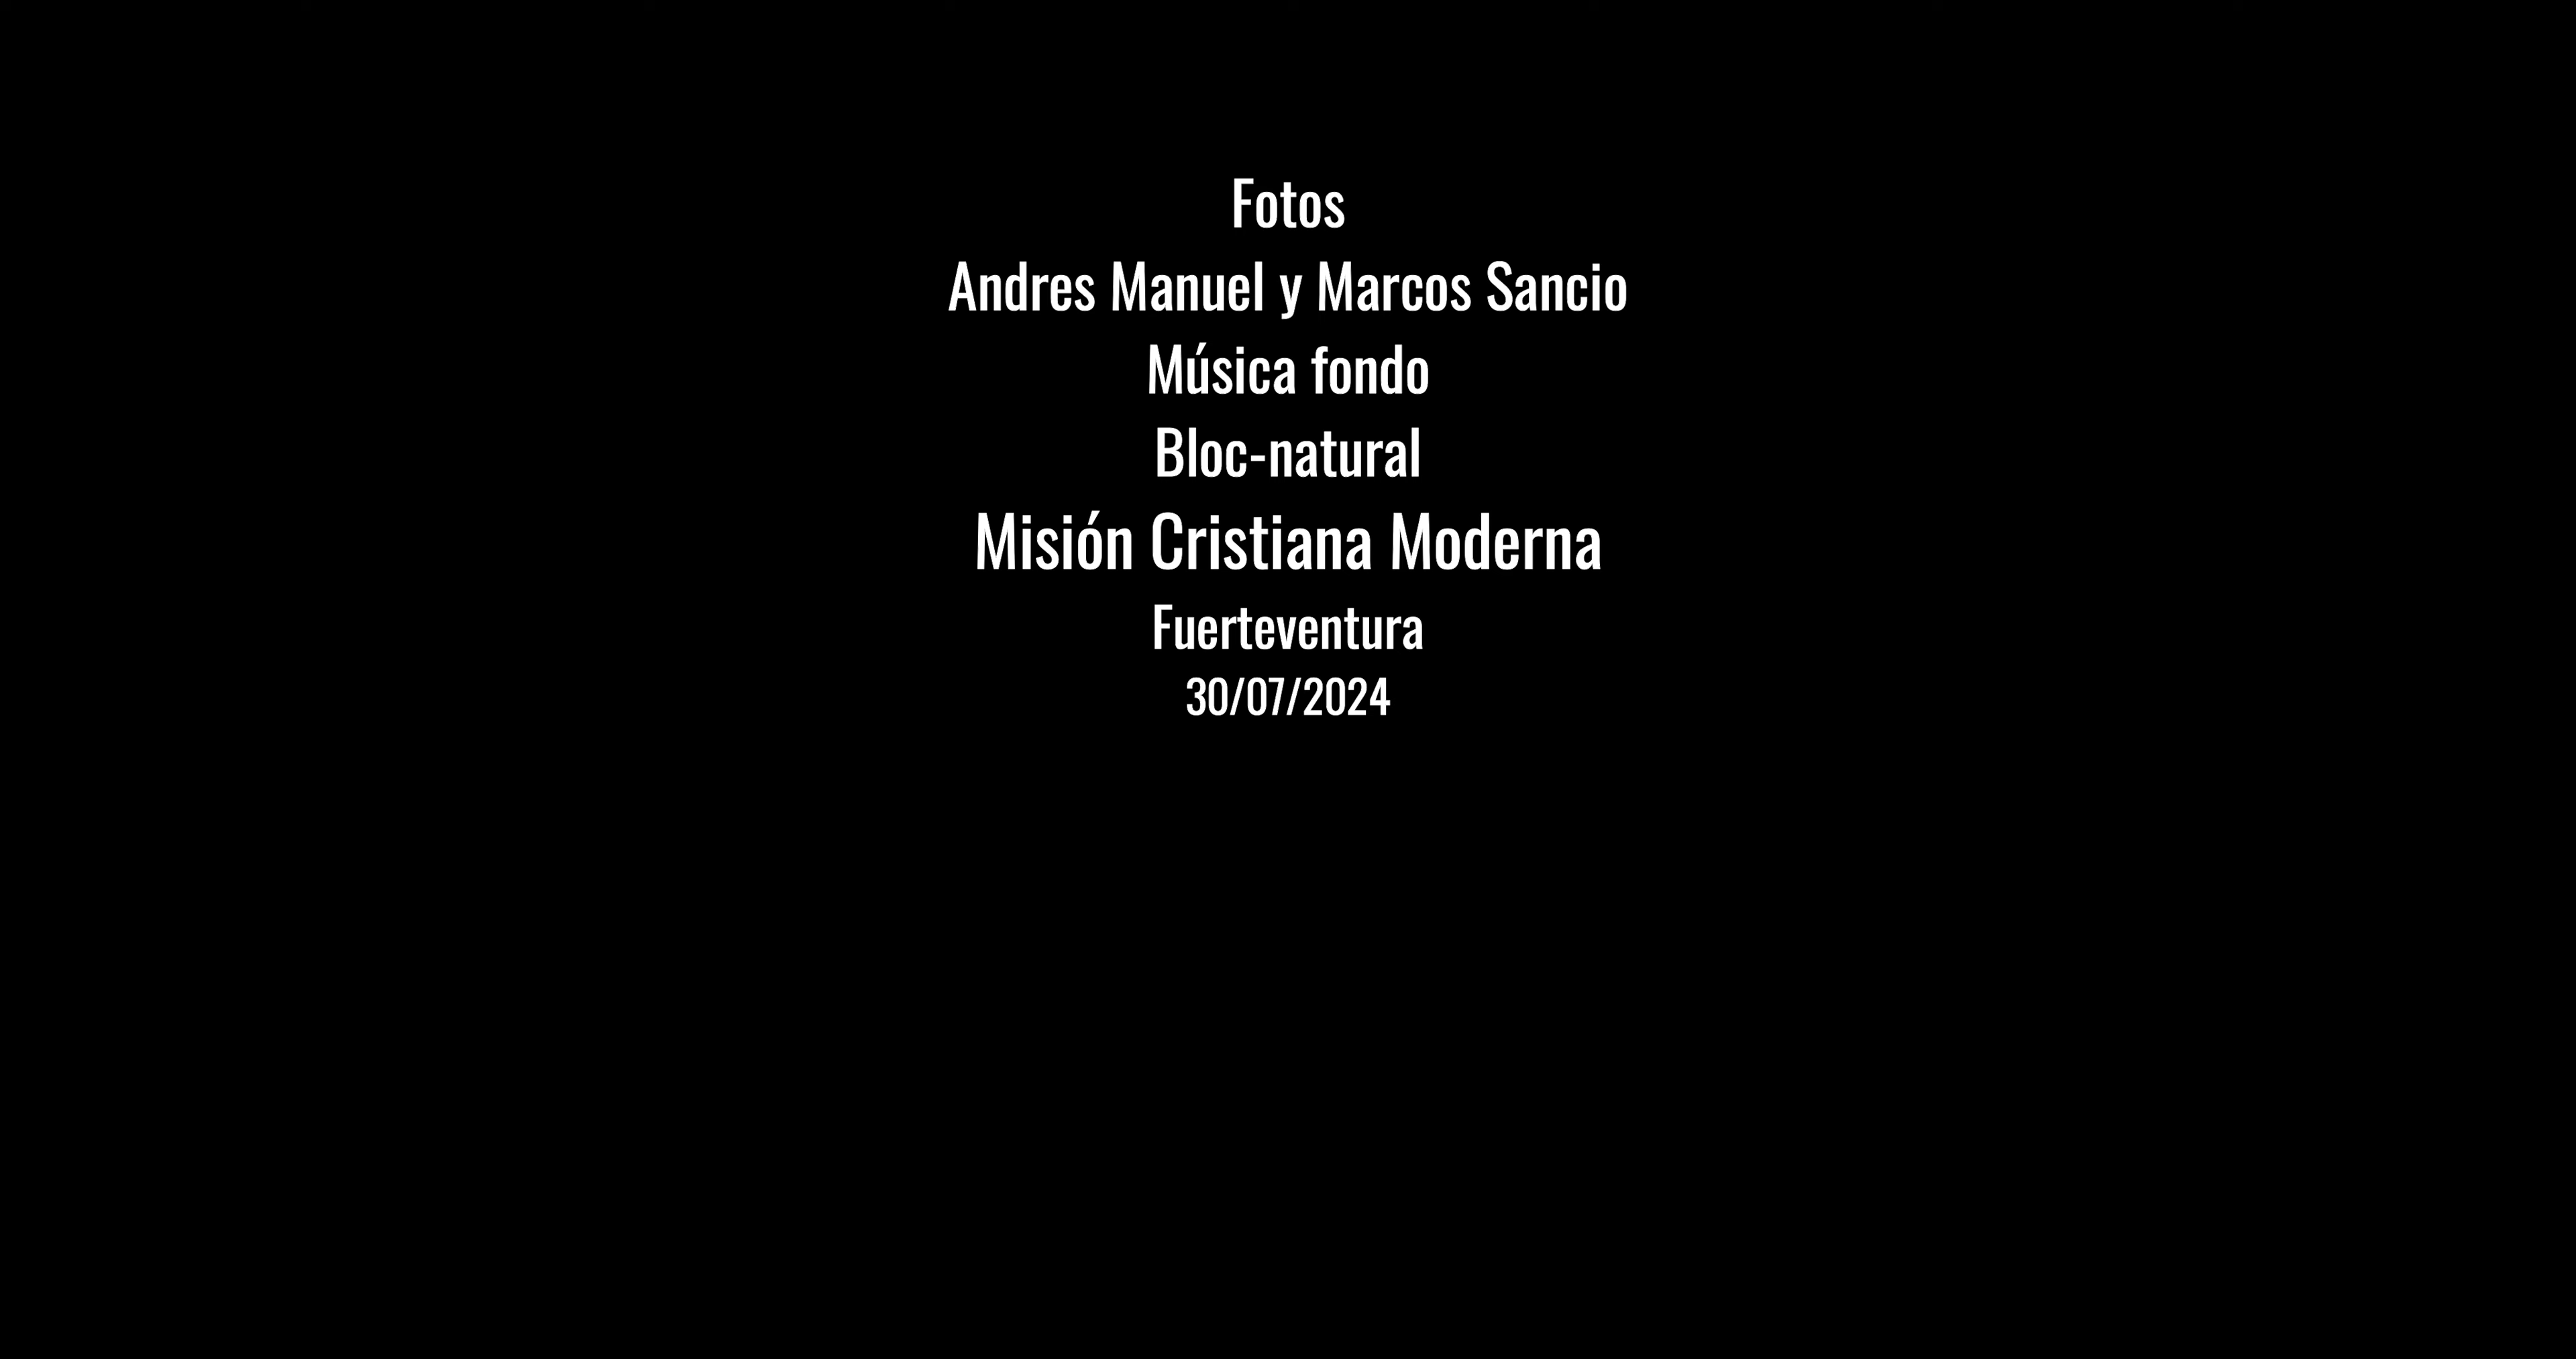 Fotos
Andres Manuel y Marcos Sancio
Música fondo
Bloc-natural
Misión Cristiana Moderna
Fuerteventura
30/07/2024